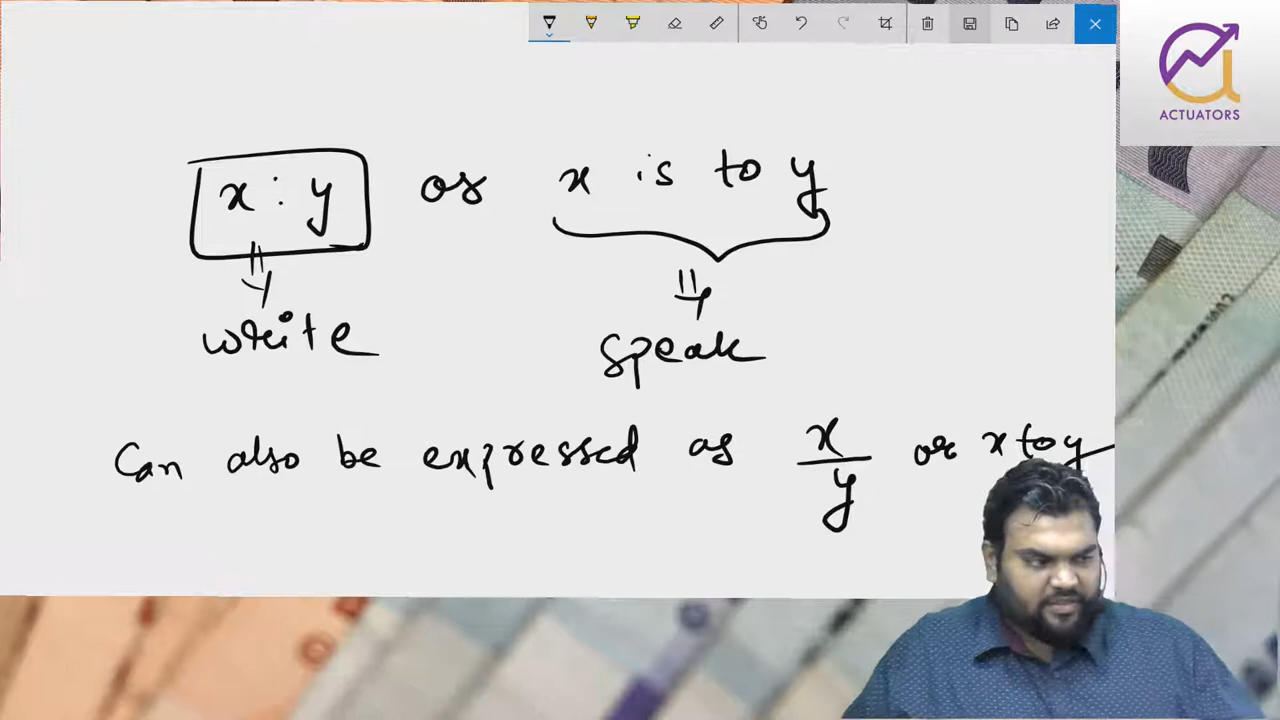 ACTUATORS
x : y or x is to y
write speak
Can also be expressed as x/y or x to y